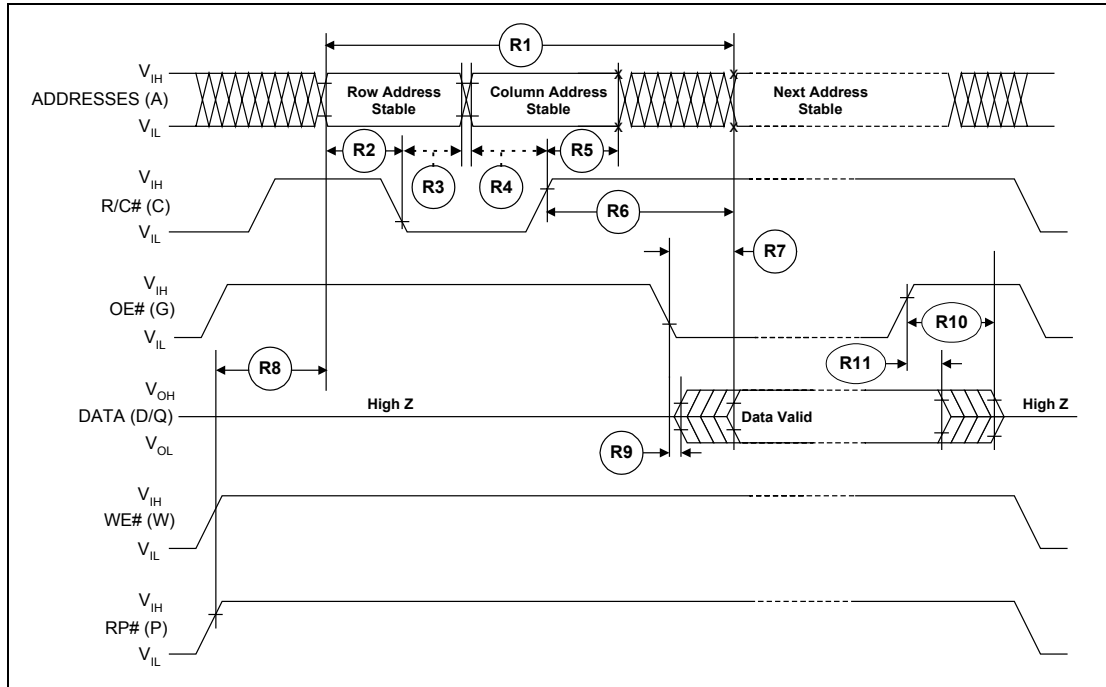 R1
V_IH
ADDRESSES (A)
V_IL
Row Address
Stable
Column Address
Stable
Next Address
Stable
R2
R3
R4
R5
V_IH
R/C# (C)
V_IL
R6
R7
V_IH
OE# (G)
V_IL
R10
R11
R8
V_OH
DATA (D/Q)
V_OL
High Z
Data Valid
High Z
R9
V_IH
WE# (W)
V_IL
V_IH
RP# (P)
V_IL